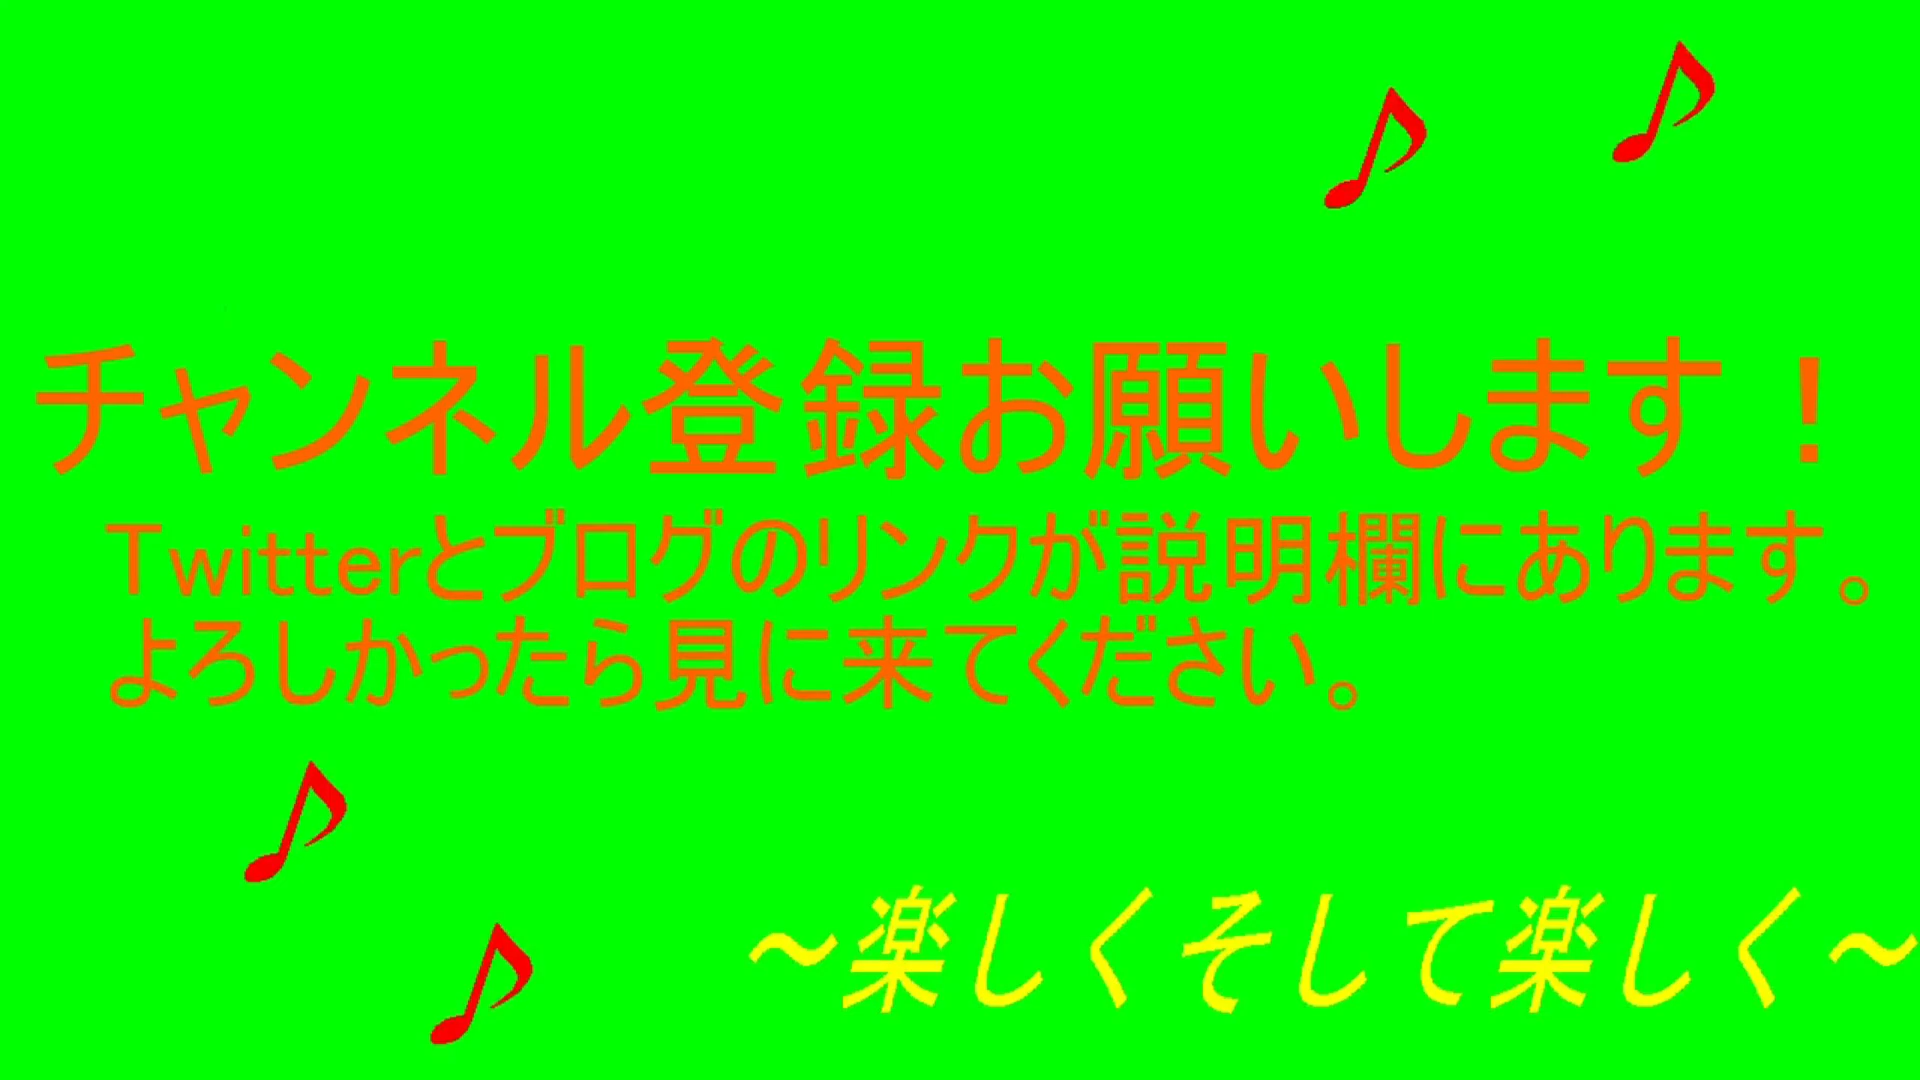 チャンネル登録お願いします！
Twitterとブログのリンクが説明欄にあります。
よろしかったら見に来てください。
～楽しくそして楽しく～